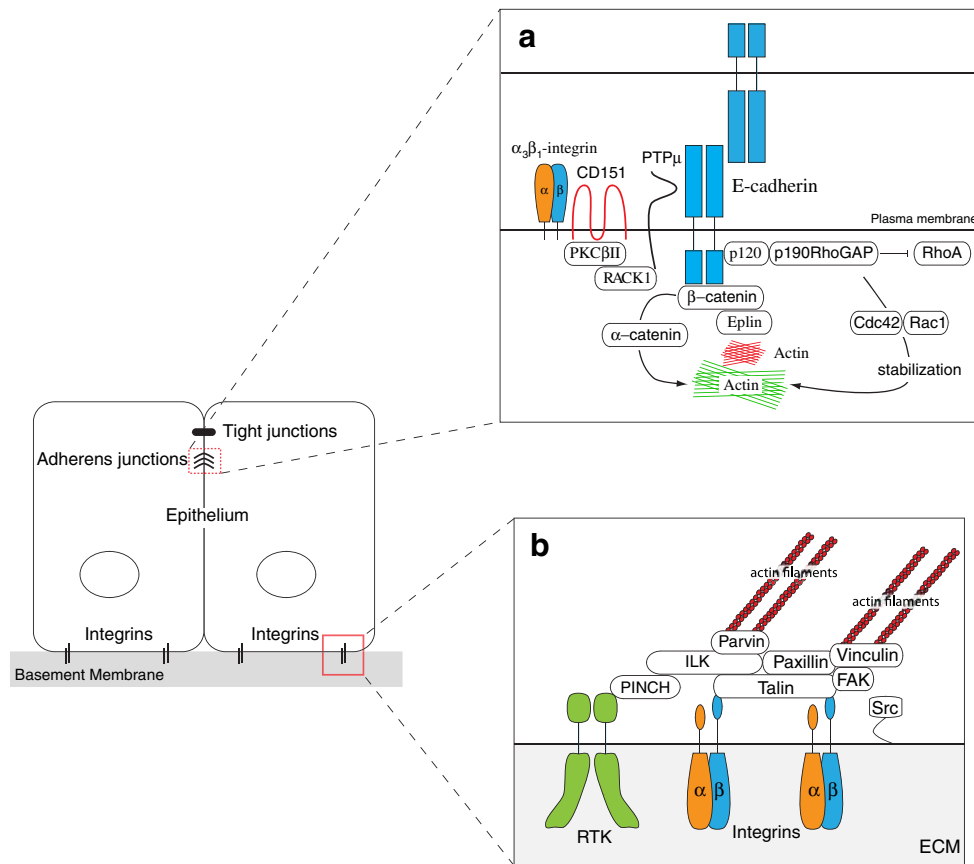 a
α3β1-integrin
CD151
PTPμ
E-cadherin
α
β
Plasma membrane
PKCβII
RACK1
p120
p190RhoGAP
RhoA
β-catenin
Eplin
α-catenin
Cdc42
Rac1
Actin
Actin
stabilization
Tight junctions
Adherens junctions
Epithelium
Integrins
Integrins
Basement Membrane
b
actin filaments
actin filaments
Parvin
ILK
Paxillin
Vinculin
PINCH
Talin
FAK
Src
α
β
α
β
RTK
Integrins
ECM